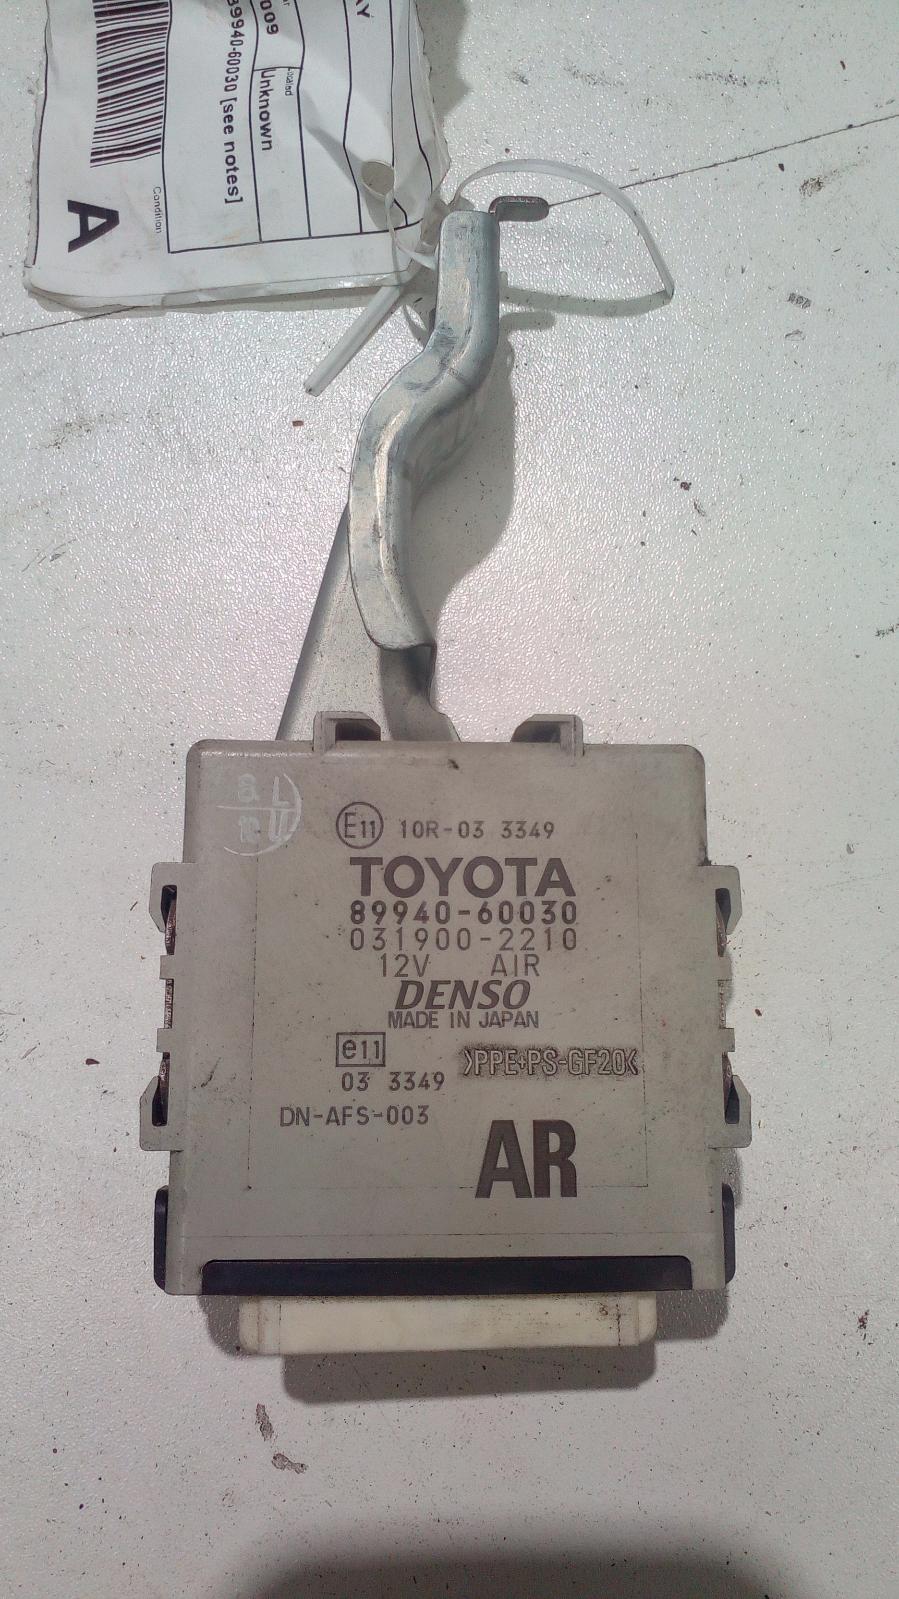 009
Unknown
89940-60030 [see notes]
Condition
A
E11 10R-03 3349
TOYOTA
89940-60030
031900-2210
12V AIR
DENSO
MADE IN JAPAN
e11 >PPE+PS-GF20<
03 3349
DN-AFS-003
AR